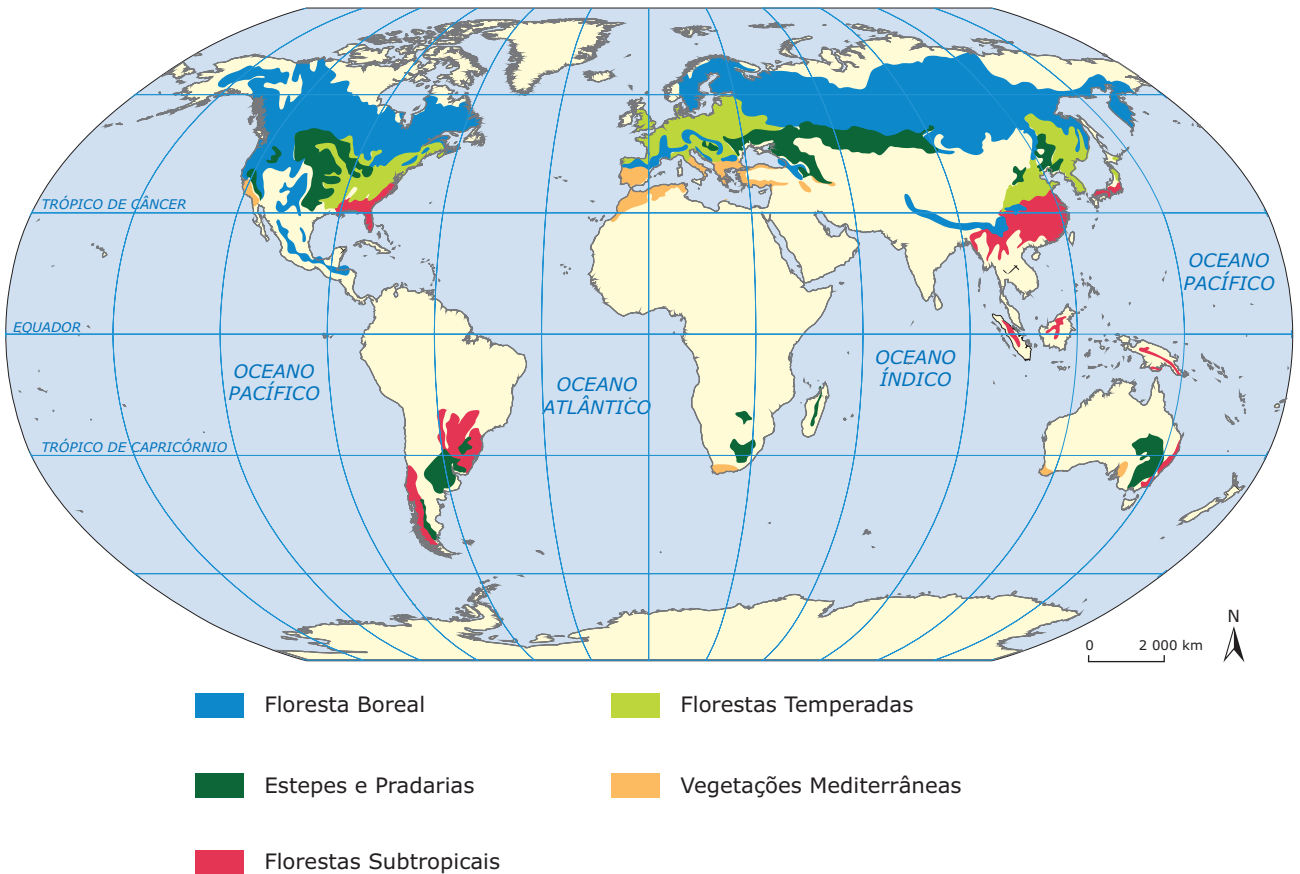 TRÓPICO DE CÂNCER
OCEANO
PACÍFICO
EQUADOR
OCEANO
PACÍFICO
OCEANO
ATLÂNTICO
OCEANO
ÍNDICO
TRÓPICO DE CAPRICÓRNIO
N
0 2 000 km
Floresta Boreal
Florestas Temperadas
Estepes e Pradarias
Vegetações Mediterrâneas
Florestas Subtropicais